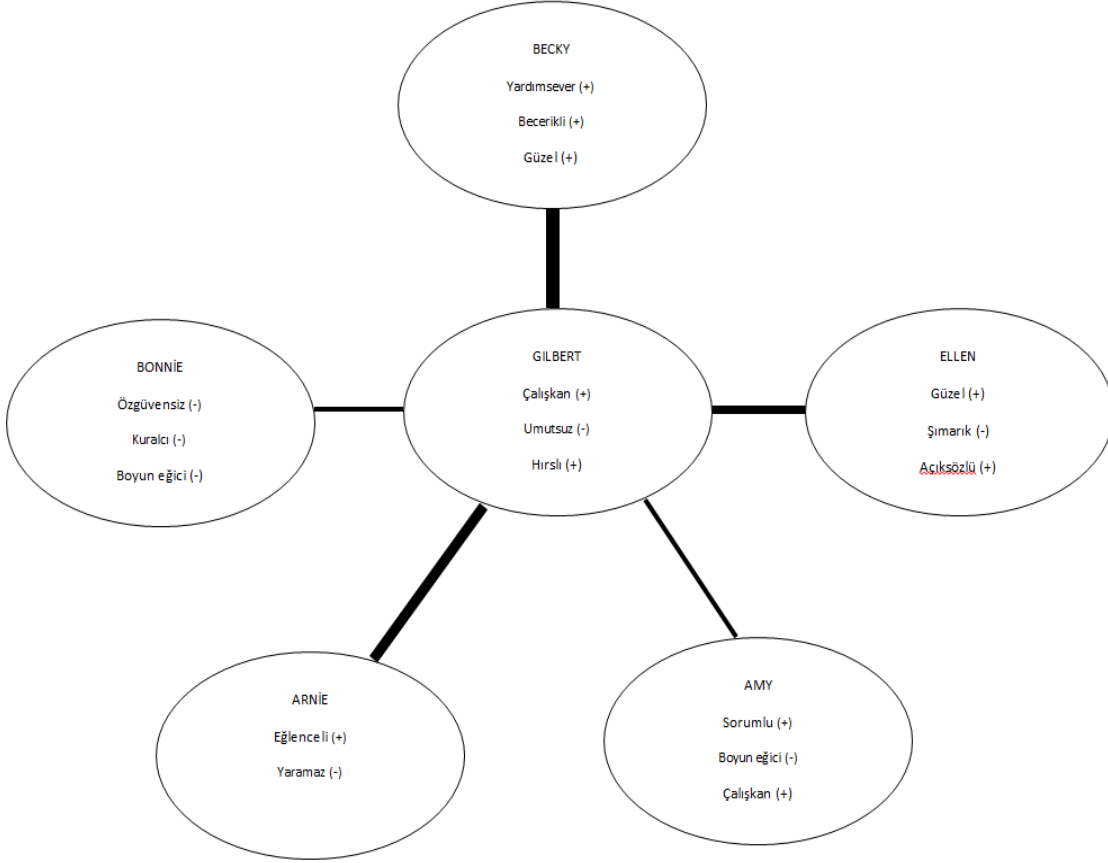 BECKY
Yardımsever (+)
Becerikli (+)
Güzel (+)
BONNİE
Özgüvensiz (-)
Kuralcı (-)
Boyun eğici (-)
GILBERT
Çalışkan (+)
Umutsuz (-)
Hırslı (+)
ELLEN
Güzel (+)
Şımarık (-)
Açıksözlü (+)
ARNİE
Eğlenceli (+)
Yaramaz (-)
AMY
Sorumlu (+)
Boyun eğici (-)
Çalışkan (+)